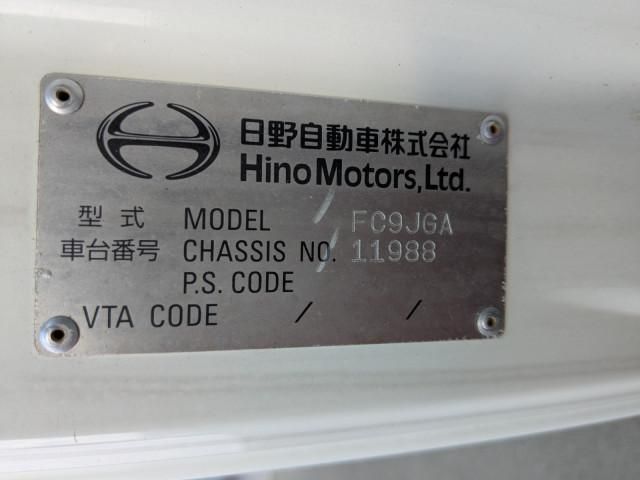 日野自動車株式会社
Hino Motors, Ltd.
型式 MODEL FC9JGA
車台番号 CHASSIS NO. 11988
P.S. CODE
VTA CODE / /